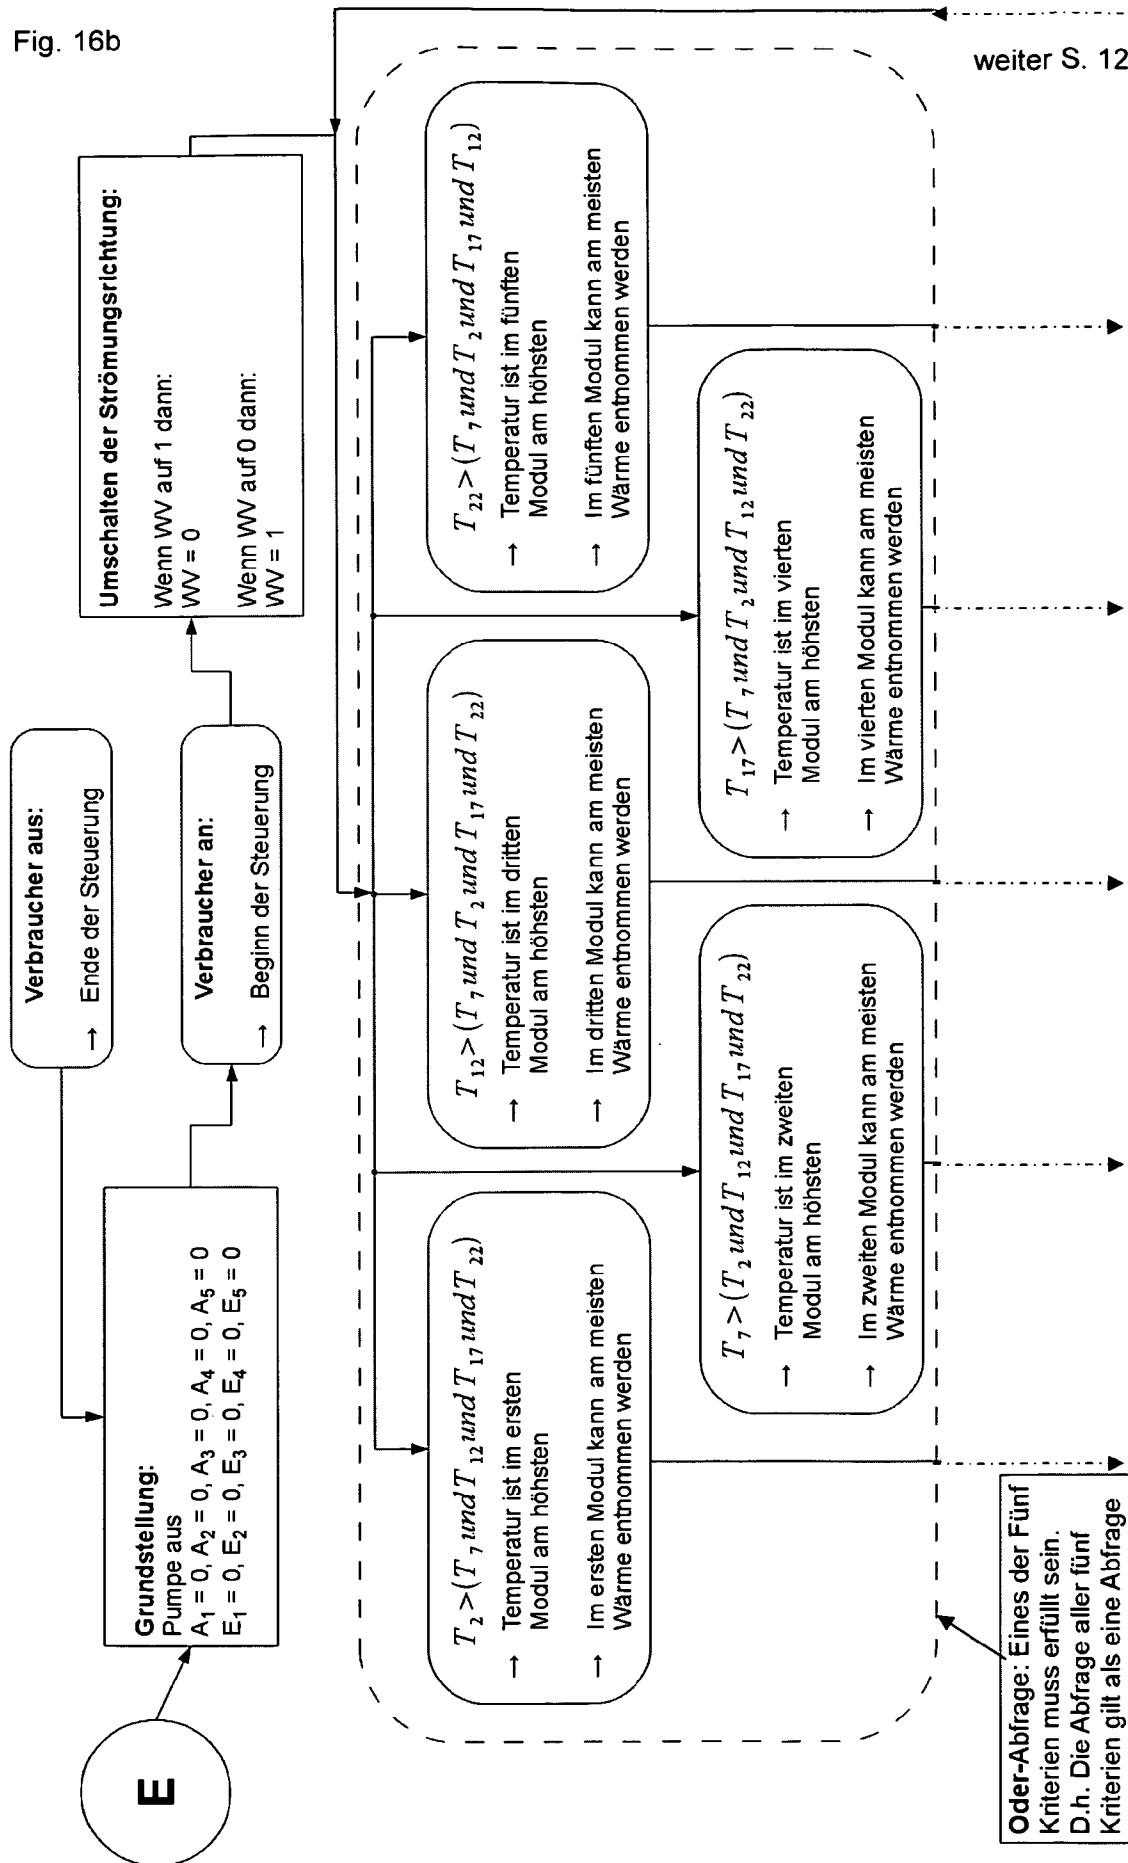 Fig. 16b
weiter S. 12
E
Grundstellung:
Pumpe aus
A₁ = 0, A₂ = 0, A₃ = 0, A₄ = 0, A₅ = 0
E₁ = 0, E₂ = 0, E₃ = 0, E₄ = 0, E₅ = 0
Verbraucher aus:
→ Ende der Steuerung
Verbraucher an:
→ Beginn der Steuerung
Umschalten der Strömungsrichtung:
Wenn WV auf 1 dann:
WV = 0
Wenn WV auf 0 dann:
WV = 1
T₂>(T₇ und T₁₂ und T₁₇ und T₂₂)
→ Temperatur ist im ersten
Modul am höhsten
→ Im ersten Modul kann am meisten
Wärme entnommen werden
T₁₂>(T₇ und T₂ und T₁₇ und T₂₂)
→ Temperatur ist im dritten
Modul am höhsten
→ Im dritten Modul kann am meisten
Wärme entnommen werden
T₂₂>(T₇ und T₂ und T₁₇ und T₁₂)
→ Temperatur ist im fünften
Modul am höhsten
→ Im fünften Modul kann am meisten
Wärme entnommen werden
T₇>(T₂ und T₁₂ und T₁₇ und T₂₂)
→ Temperatur ist im zweiten
Modul am höhsten
→ Im zweiten Modul kann am meisten
Wärme entnommen werden
T₁₇>(T₇ und T₂ und T₁₂ und T₂₂)
→ Temperatur ist im vierten
Modul am höhsten
→ Im vierten Modul kann am meisten
Wärme entnommen werden
Oder-Abfrage: Eines der Fünf
Kriterien muss erfüllt sein.
D.h. Die Abfrage aller fünf
Kriterien gilt als eine Abfrage